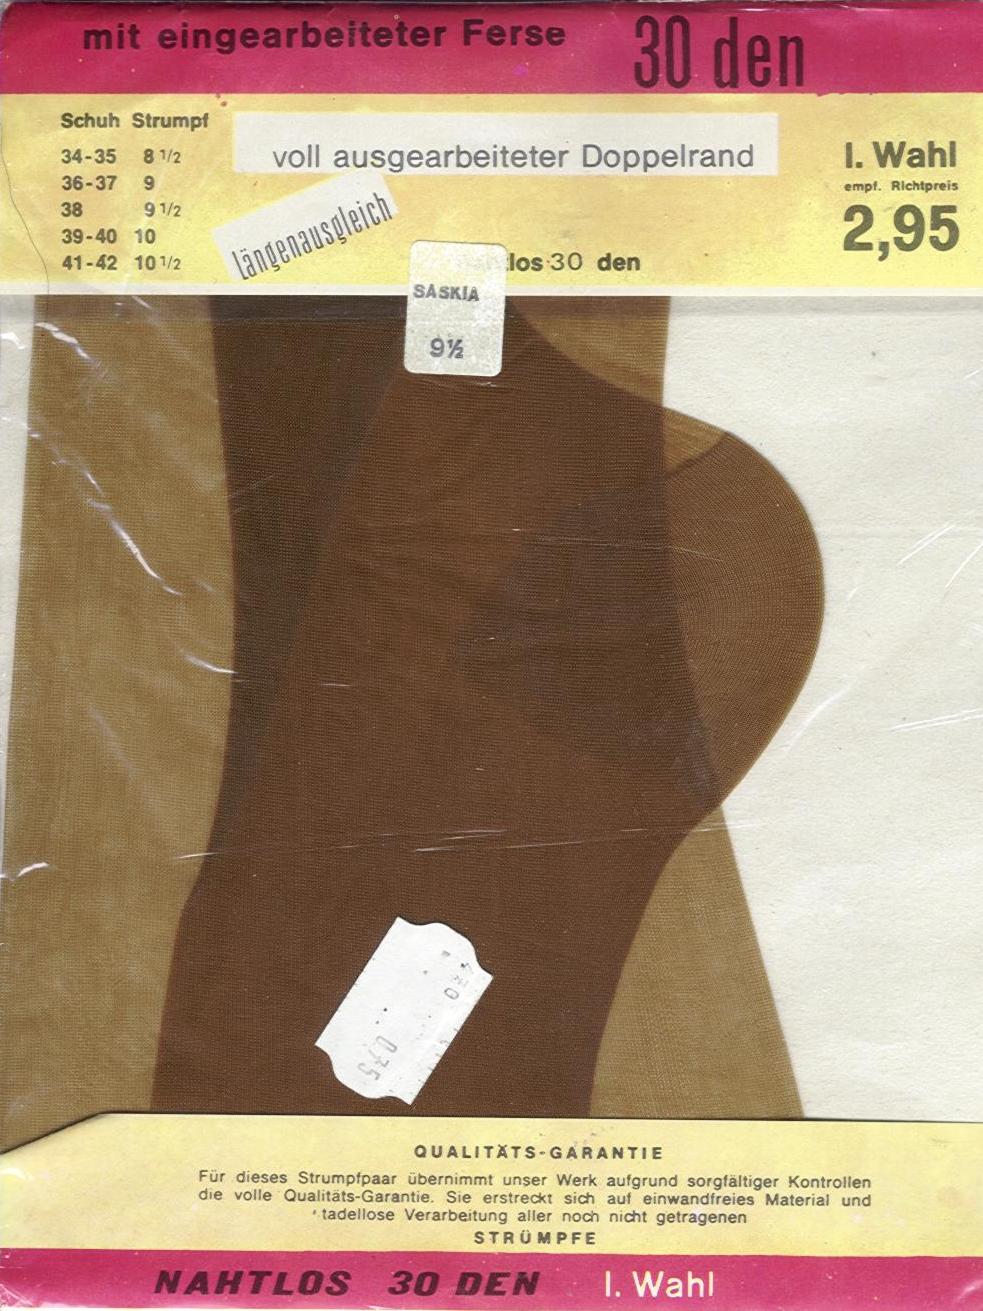 mit eingearbeiteter Ferse 30 den
Schuh Strumpf
34-35 8 1/2
36-37 9
38 9 1/2
39-40 10
41-42 10 1/2
voll ausgearbeiteter Doppelrand
längenausgleich
los 30 den
I. Wahl
empf. Richtpreis
2,95
SASKIA
9½
QUALITÄTS-GARANTIE
Für dieses Strumpfpaar übernimmt unser Werk aufgrund sorgfältiger Kontrollen
die volle Qualitäts-Garantie. Sie erstreckt sich auf einwandfreies Material und
tadellose Verarbeitung aller noch nicht getragenen
STRÜMPFE
NAHTLOS 30 DEN I. Wahl